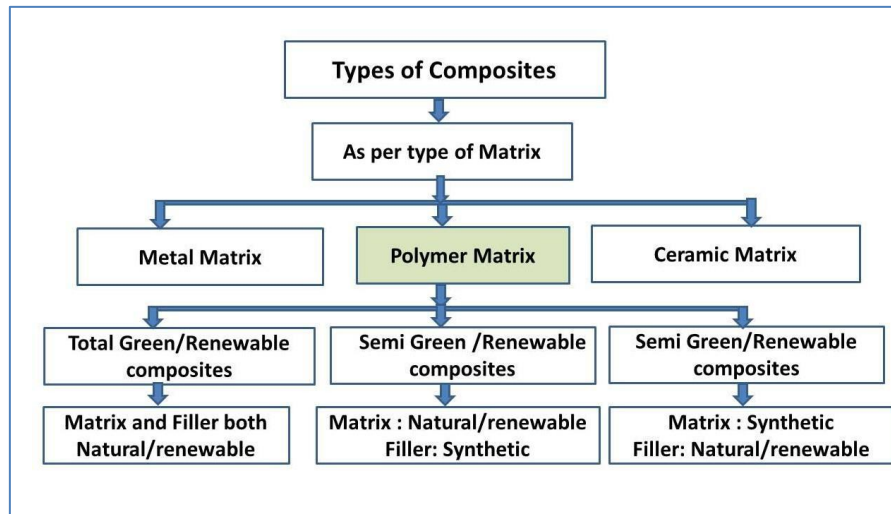 Types of Composites
As per type of Matrix
Metal Matrix
Polymer Matrix
Ceramic Matrix
Total Green/Renewable
composites
Semi Green /Renewable
composites
Semi Green/Renewable
composites
Matrix and Filler both
Natural/renewable
Matrix : Natural/renewable
Filler: Synthetic
Matrix : Synthetic
Filler: Natural/renewable